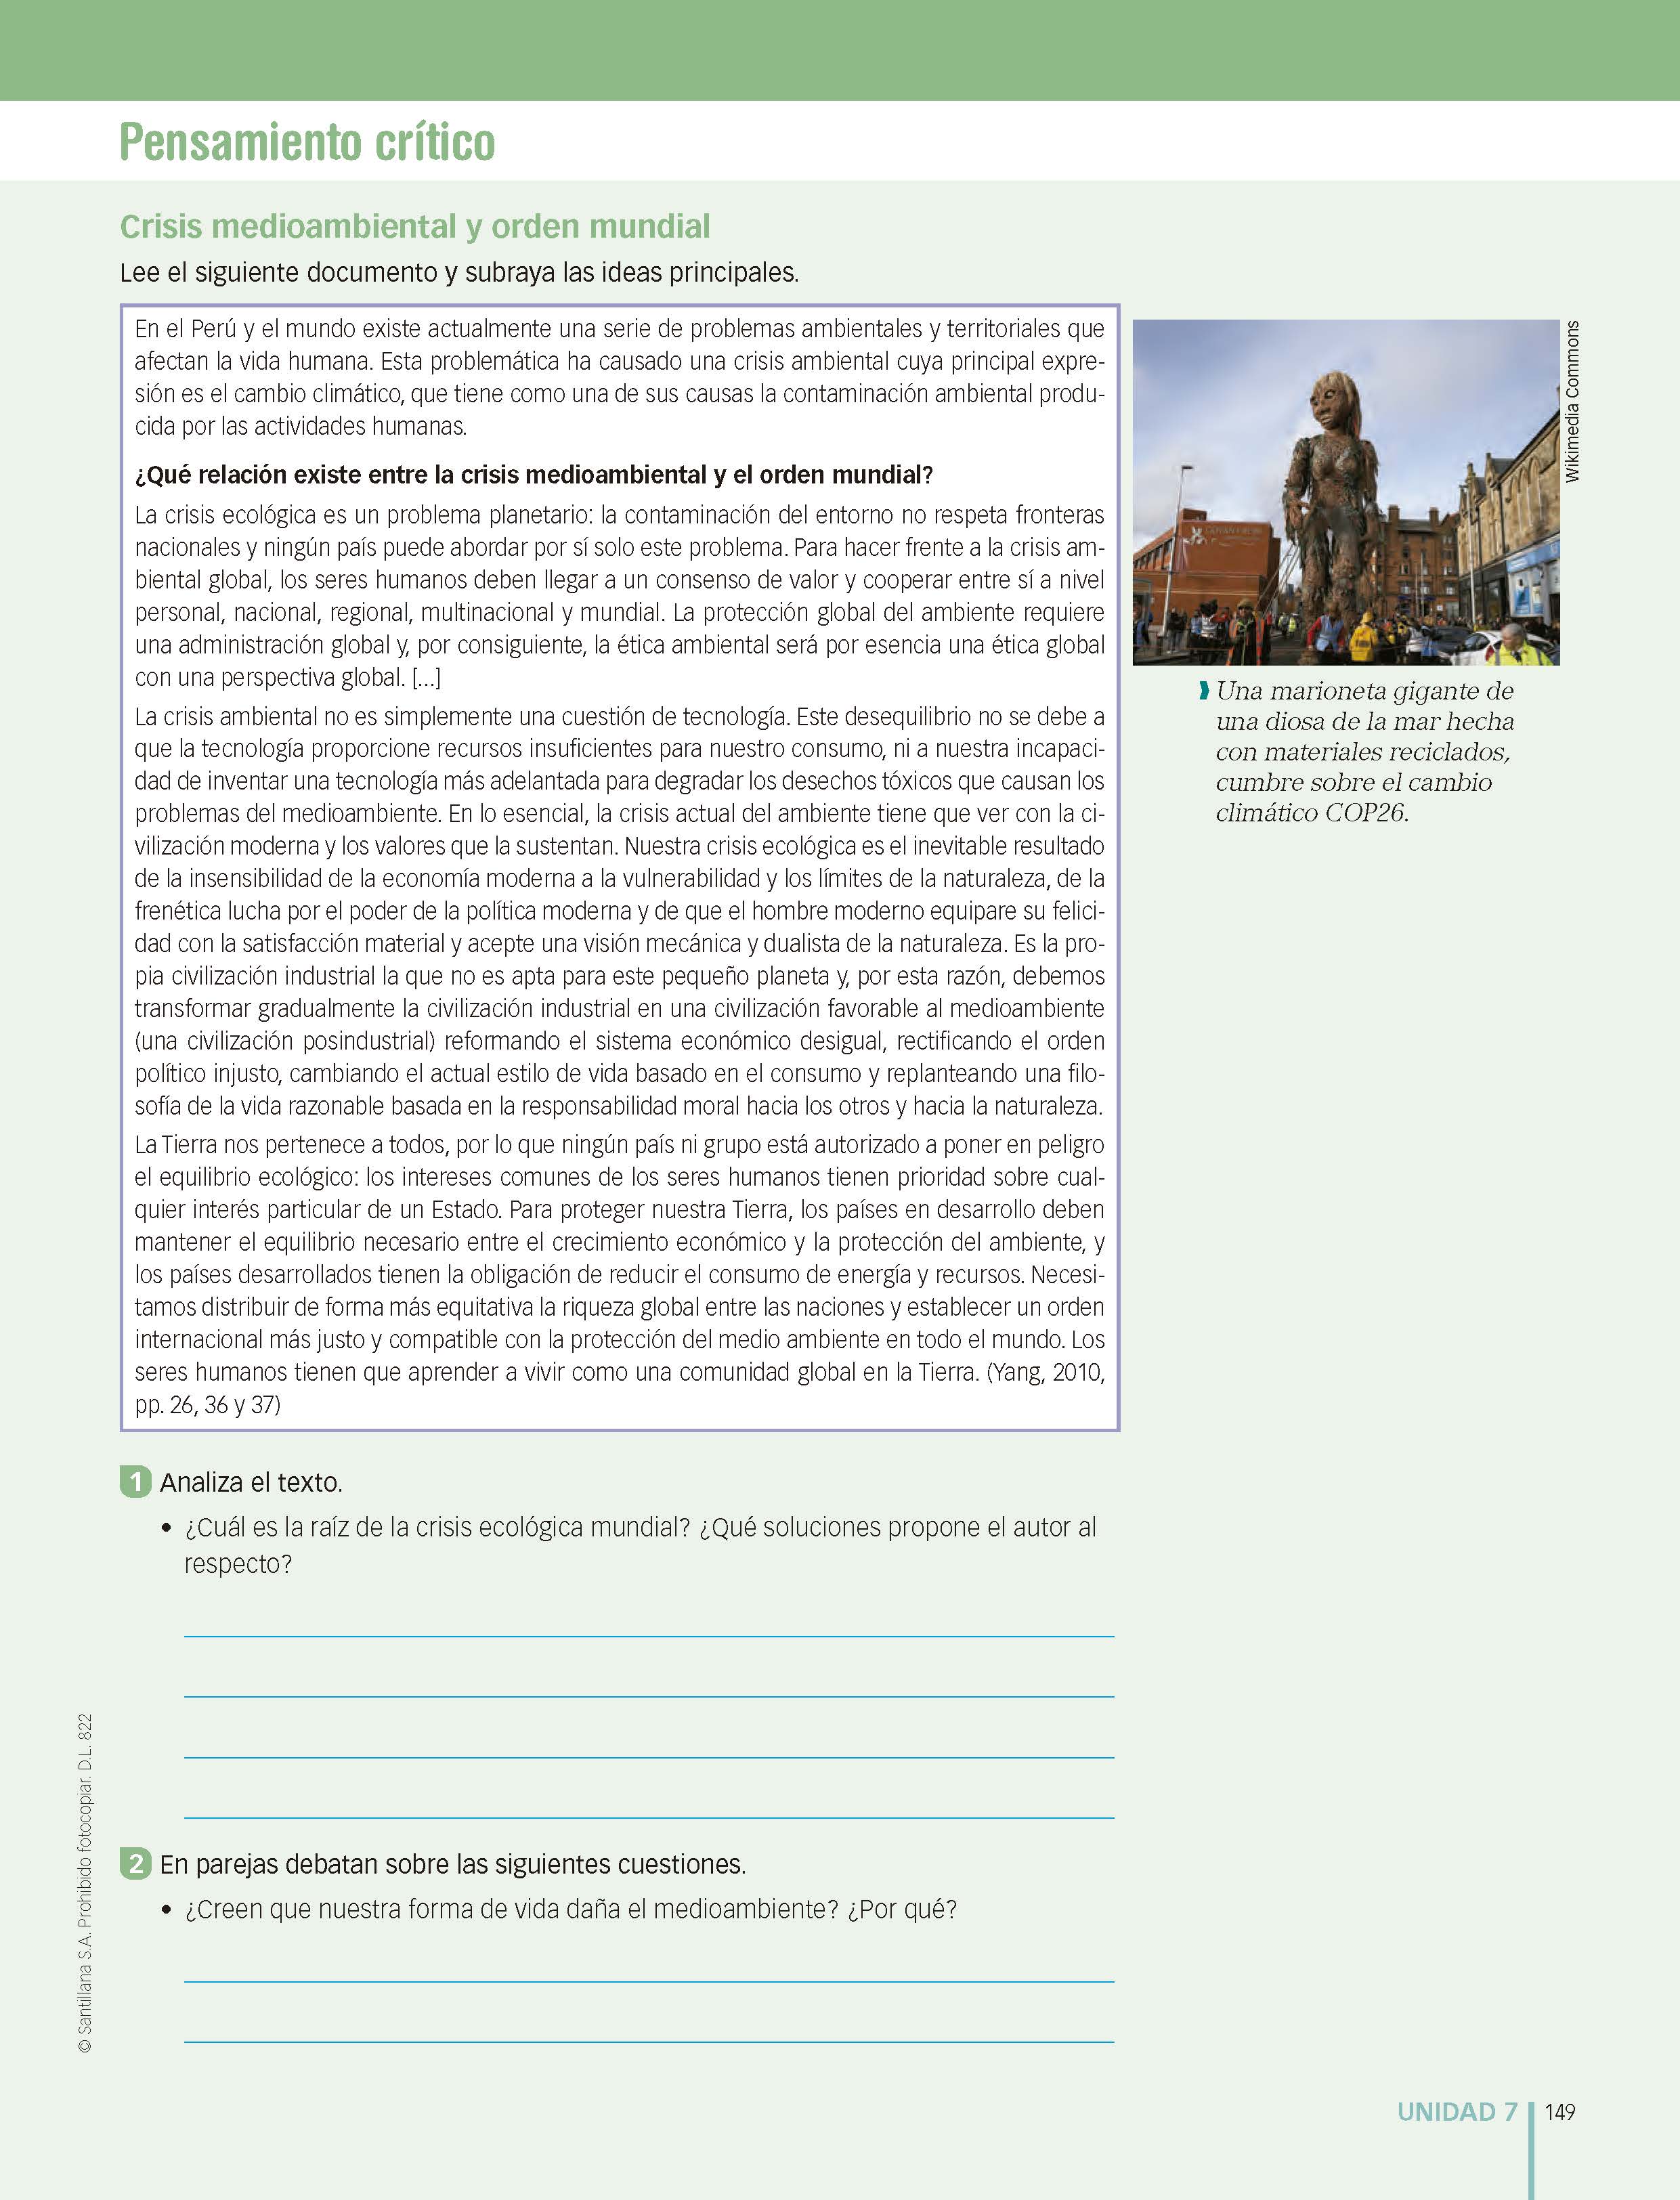 Pensamiento crítico
Crisis medioambiental y orden mundial
Lee el siguiente documento y subraya las ideas principales.
En el Perú y el mundo existe actualmente una serie de problemas ambientales y territoriales que
afectan la vida humana. Esta problemática ha causado una crisis ambiental cuya principal expre-
sión es el cambio climático, que tiene como una de sus causas la contaminación ambiental produ-
cida por las actividades humanas.
¿Qué relación existe entre la crisis medioambiental y el orden mundial?
La crisis ecológica es un problema planetario: la contaminación del entorno no respeta fronteras
nacionales y ningún país puede abordar por sí solo este problema. Para hacer frente a la crisis am-
biental global, los seres humanos deben llegar a un consenso de valor y cooperar entre sí a nivel
personal, nacional, regional, multinacional y mundial. La protección global del ambiente requiere
una administración global y, por consiguiente, la ética ambiental será por esencia una ética global
con una perspectiva global. [...]
La crisis ambiental no es simplemente una cuestión de tecnología. Este desequilibrio no se debe a
que la tecnología proporcione recursos insuficientes para nuestro consumo, ni a nuestra incapaci-
dad de inventar una tecnología más adelantada para degradar los desechos tóxicos que causan los
problemas del medioambiente. En lo esencial, la crisis actual del ambiente tiene que ver con la ci-
vilización moderna y los valores que la sustentan. Nuestra crisis ecológica es el inevitable resultado
de la insensibilidad de la economía moderna a la vulnerabilidad y los límites de la naturaleza, de la
frenética lucha por el poder de la política moderna y de que el hombre moderno equipare su felici-
dad con la satisfacción material y acepte una visión mecánica y dualista de la naturaleza. Es la pro-
pia civilización industrial la que no es apta para este pequeño planeta y, por esta razón, debemos
transformar gradualmente la civilización industrial en una civilización favorable al medioambiente
(una civilización posindustrial) reformando el sistema económico desigual, rectificando el orden
político injusto, cambiando el actual estilo de vida basado en el consumo y replanteando una filo-
sofía de la vida razonable basada en la responsabilidad moral hacia los otros y hacia la naturaleza.
La Tierra nos pertenece a todos, por lo que ningún país ni grupo está autorizado a poner en peligro
el equilibrio ecológico: los intereses comunes de los seres humanos tienen prioridad sobre cual-
quier interés particular de un Estado. Para proteger nuestra Tierra, los países en desarrollo deben
mantener el equilibrio necesario entre el crecimiento económico y la protección del ambiente, y
los países desarrollados tienen la obligación de reducir el consumo de energía y recursos. Necesi-
tamos distribuir de forma más equitativa la riqueza global entre las naciones y establecer un orden
internacional más justo y compatible con la protección del medio ambiente en todo el mundo. Los
seres humanos tienen que aprender a vivir como una comunidad global en la Tierra. (Yang, 2010,
pp. 26, 36 y 37)
Wikimedia Commons
Una marioneta gigante de
una diosa de la mar hecha
con materiales reciclados,
cumbre sobre el cambio
climático COP26.
1 Analiza el texto.
• ¿Cuál es la raíz de la crisis ecológica mundial? ¿Qué soluciones propone el autor al
respecto?
2 En parejas debatan sobre las siguientes cuestiones.
• ¿Creen que nuestra forma de vida daña el medioambiente? ¿Por qué?
© Santillana S.A. Prohibido fotocopiar. D.L. 822
UNIDAD 7 149